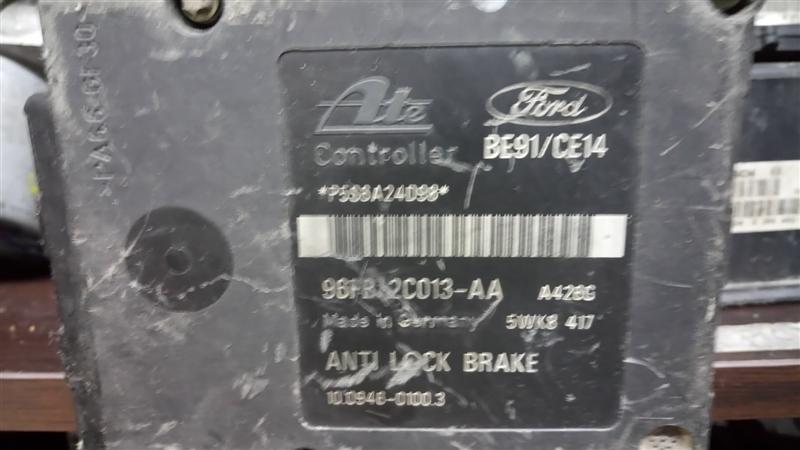 Ate
Ford
Controller
BE91/CE14
*P593A24D98*
96FB-2C013-AA A428G
Made in Germany 5WK8 417
ANTI LOCK BRAKE
10.0946-0100.3